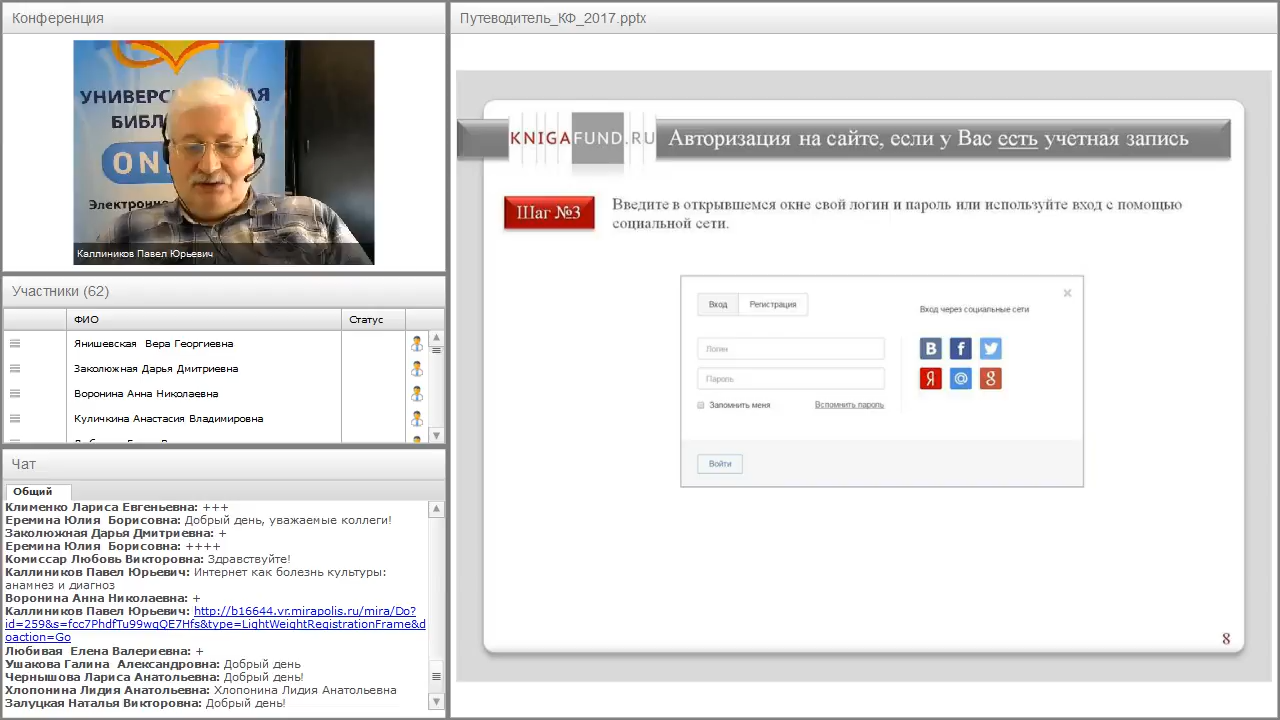 Конференция
УНИВЕРС
АЯ
БИБЛ
ON
Электронно
Каллиников Павел Юрьевич
Участники (62)
ФИО
Статус
Янишевская Вера Георгиевна
Заколюжная Дарья Дмитриевна
Воронина Анна Николаевна
Куличкина Анастасия Владимировна
Чат
Общий
Клименко Лариса Евгеньевна: +++
Еремина Юлия Борисовна: Добрый день, уважаемые коллеги!
Заколюжная Дарья Дмитриевна: +
Еремина Юлия Борисовна: ++++
Комиссар Любовь Викторовна: Здравствуйте!
Каллиников Павел Юрьевич: Интернет как болезнь культуры:
анамнез и диагноз
Воронина Анна Николаевна: +
Каллиников Павел Юрьевич: http://b16644.vr.mirapolis.ru/mira/Do?
id=259&s=fcc7PhdfTu99wgQE7Hfs&type=LightWeightRegistrationFrame&d
oaction=Go
Любивая Елена Валериевна: +
Ушакова Галина Александровна: Добрый день
Чернышова Лариса Анатольевна: Добрый день!
Хлопонина Лидия Анатольевна: Хлопонина Лидия Анатольевна
Залуцкая Наталья Викторовна: Добрый день!
Путеводитель_КФ_2017.pptx
KNIGAFUND.RU
Авторизация на сайте, если у Вас есть учетная запись
Шаг №3
Введите в открывшемся окне свой логин и пароль или используйте вход с помощью
социальной сети.
Вход
Регистрация
Вход через социальные сети
Логин
Пароль
Запомнить меня
Вспомнить пароль
Войти
8